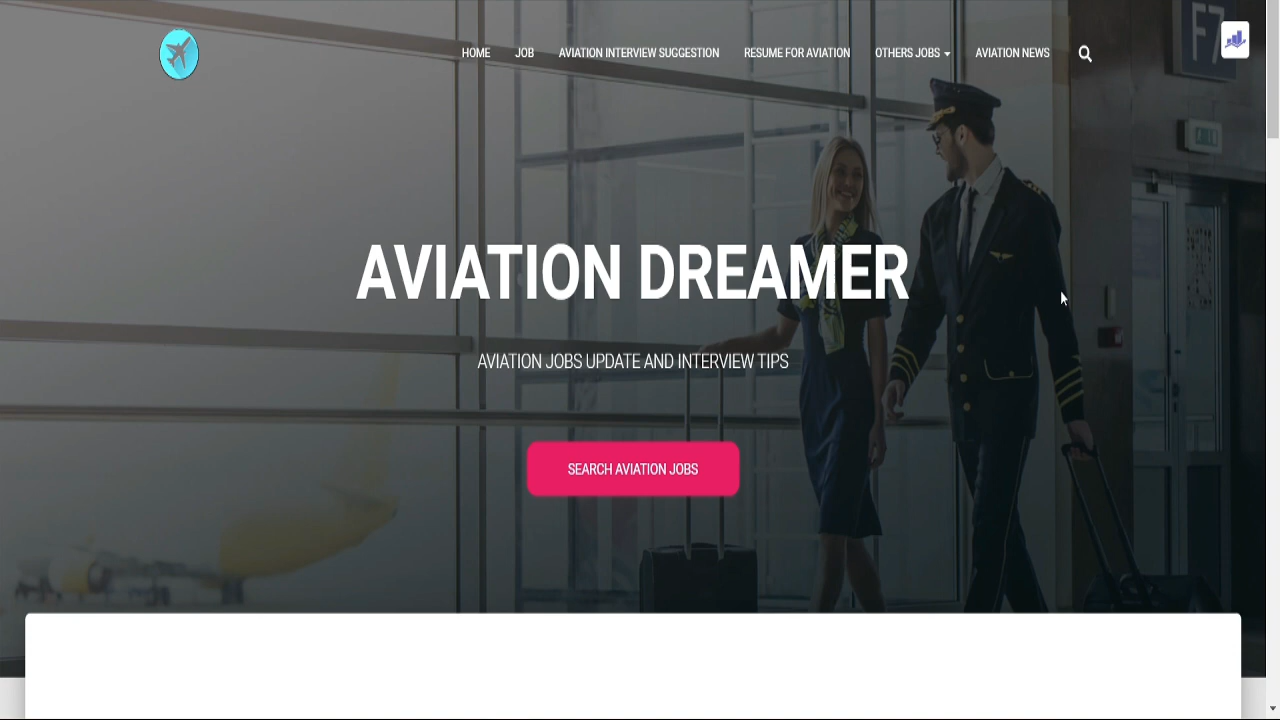 HOME JOB AVIATION INTERVIEW SUGGESTION RESUME FOR AVIATION OTHERS JOBS AVIATION NEWS
F7
AVIATION DREAMER
AVIATION JOBS UPDATE AND INTERVIEW TIPS
SEARCH AVIATION JOBS